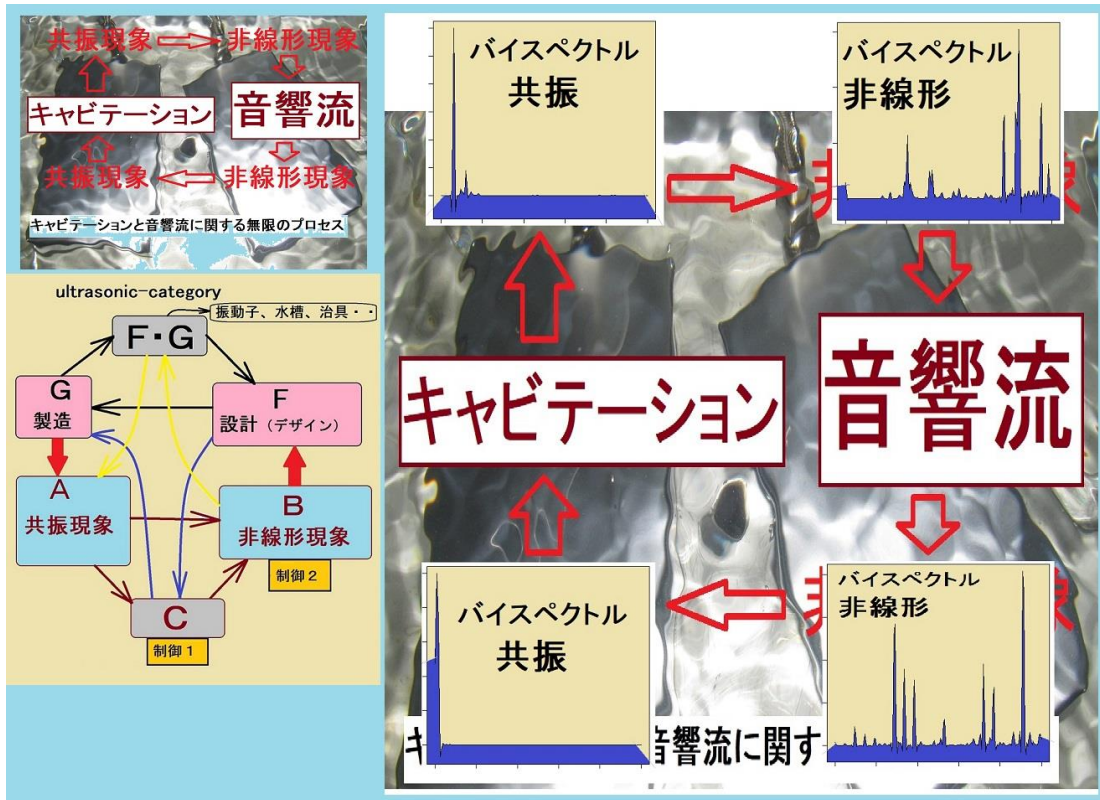 共振現象
非線形現象
キャビテーション
音響流
共振現象
非線形現象
キャビテーションと音響流に関する無限のプロセス
ultrasonic-category
振動子、水槽、治具・・
F・G
G
製造
F
設計（デザイン）
A
共振現象
B
非線形現象
制御2
C
制御1
バイスペクトル
共振
バイスペクトル
非線形
キャビテーション
音響流
バイスペクトル
共振
バイスペクトル
非線形
音響流に関す